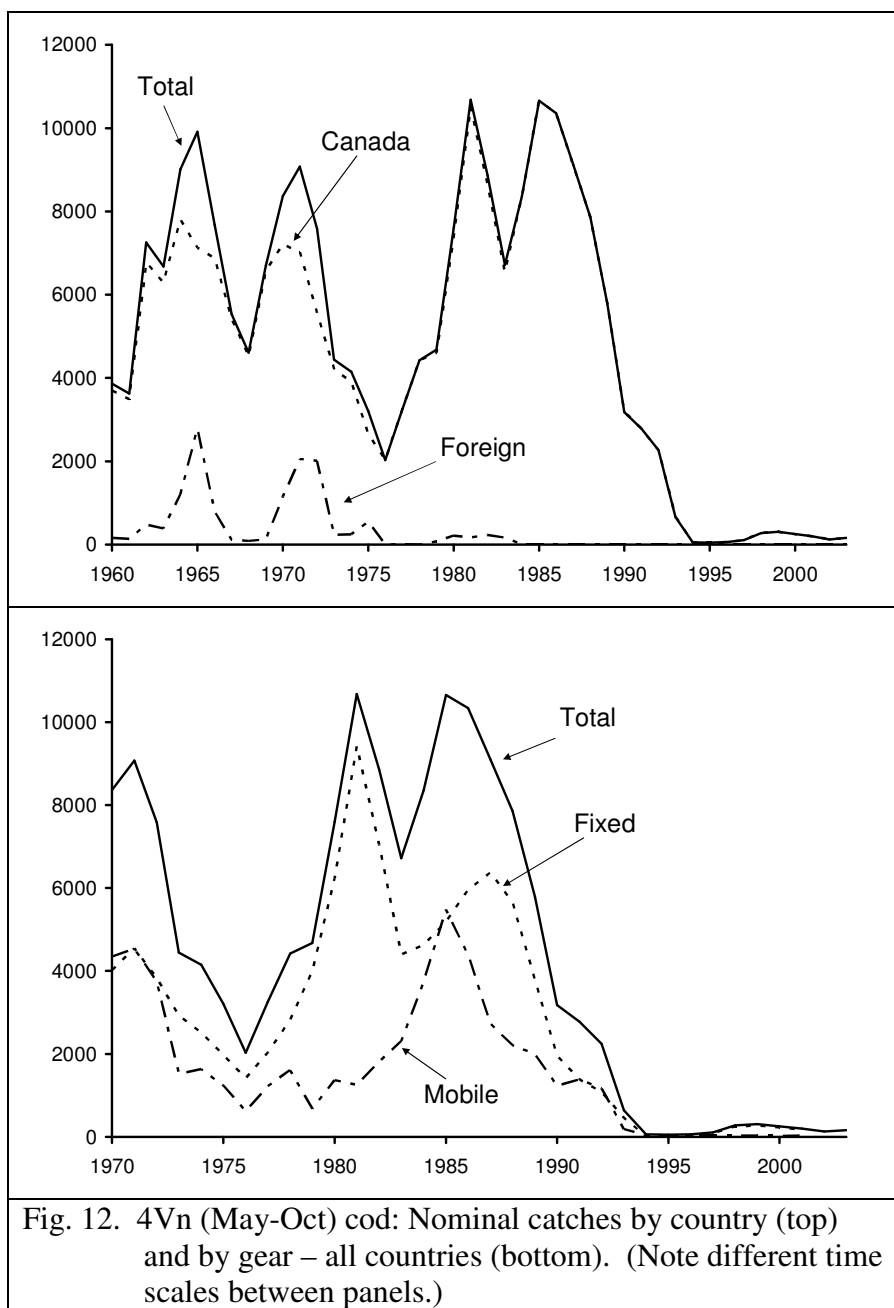 12000
10000
8000
6000
4000
2000
0
Total
Canada
Foreign
1960 1965 1970 1975 1980 1985 1990 1995 2000
12000
10000
8000
6000
4000
2000
0
Total
Fixed
Mobile
1970 1975 1980 1985 1990 1995 2000
Fig. 12. 4Vn (May-Oct) cod: Nominal catches by country (top)
and by gear – all countries (bottom). (Note different time
scales between panels.)